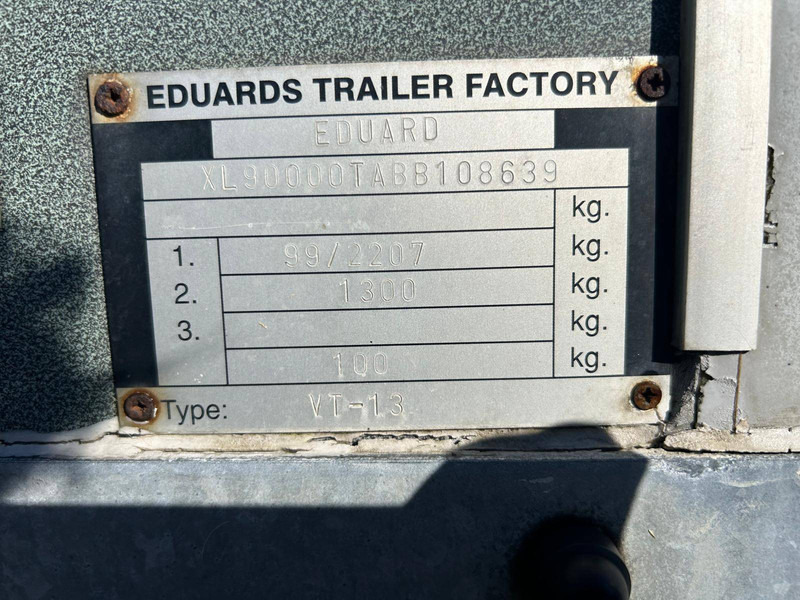 EDUARDS TRAILER FACTORY
EDUARD
XL90000TABB108639
kg.
1. 99/2207 kg.
2. 1300 kg.
3. kg.
100 kg.
Type: VT-13